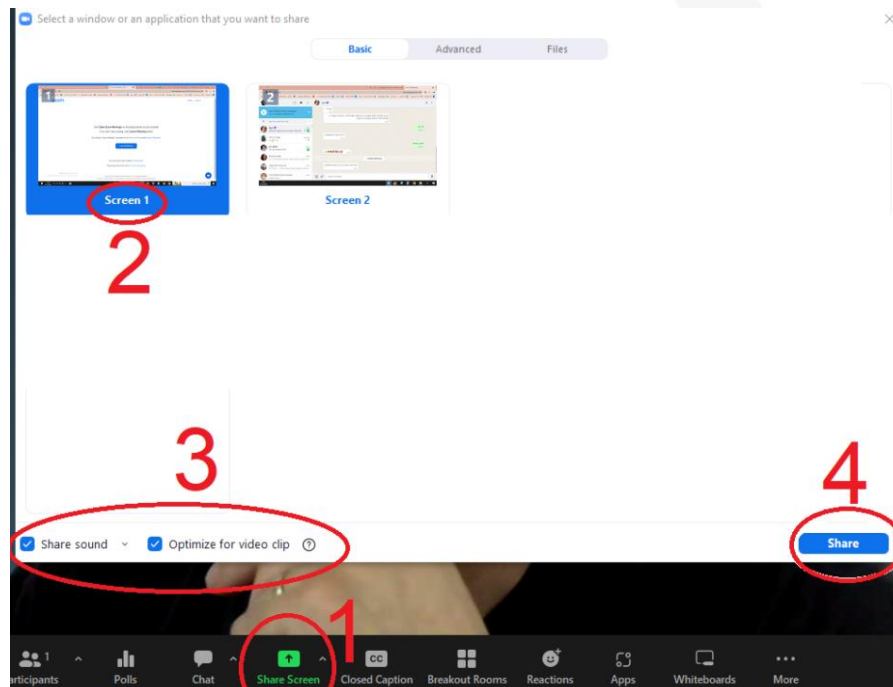 Select a window or an application that you want to share
Basic Advanced Files
1 2
Screen 1 Screen 2
2
3
4
Share sound Optimize for video clip
Share
1
1
articipants Polls Chat Share Screen Closed Caption Breakout Rooms Reactions Apps Whiteboards More
CC